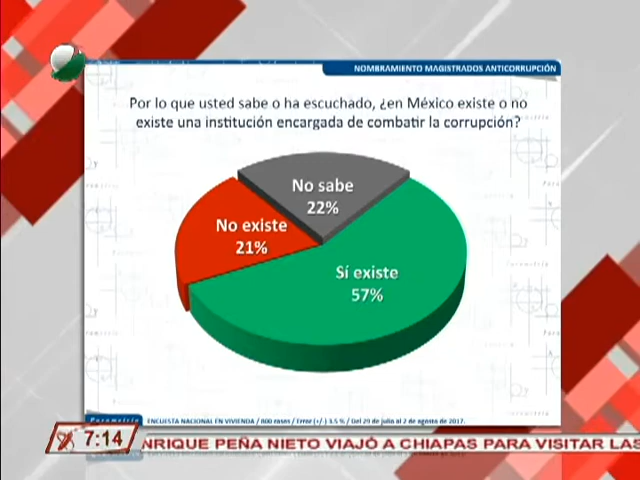 NOMBRAMIENTO MAGISTRADOS ANTICORRUPCIÓN
Por lo que usted sabe o ha escuchado, ¿en México existe o no
existe una institución encargada de combatir la corrupción?
No sabe
22%
No existe
21%
Sí existe
57%
Parametría
ENCUESTA NACIONAL EN VIVIENDA / 800 casos / Error (+/-) 3.5 % / Del 29 de julio al 2 de agosto de 2017.
7:14
NRIQUE PEÑA NIETO VIAJÓ A CHIAPAS PARA VISITAR LAS